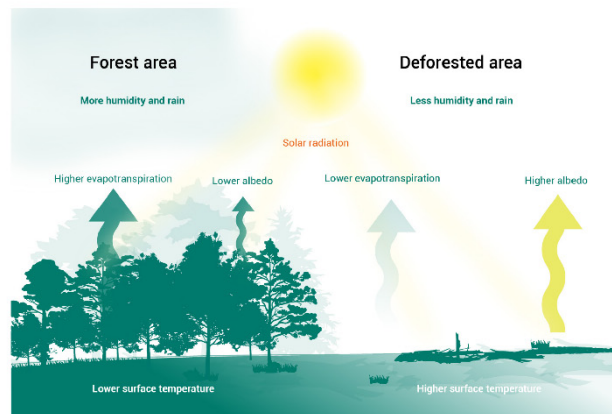 Forest area
Deforested area
More humidity and rain
Less humidity and rain
Solar radiation
Higher evapotranspiration
Lower albedo
Lower evapotranspiration
Higher albedo
Lower surface temperature
Higher surface temperature